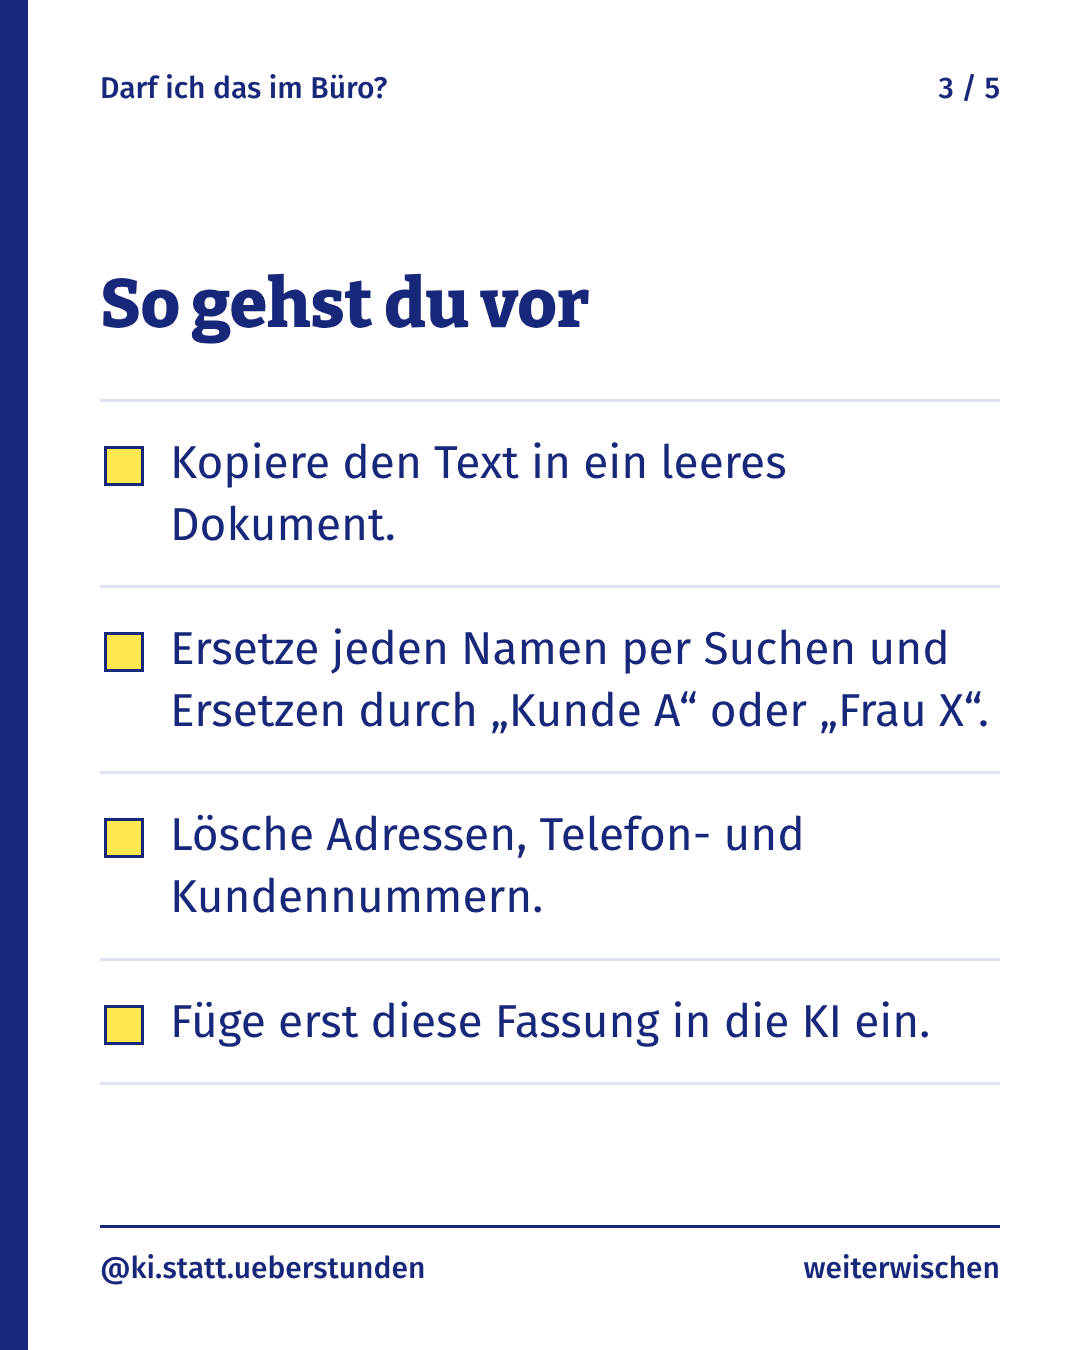 Darf ich das im Büro?
3 / 5
So gehst du vor
Kopiere den Text in ein leeres
Dokument.
Ersetze jeden Namen per Suchen und
Ersetzen durch „Kunde A“ oder „Frau X“.
Lösche Adressen, Telefon- und
Kundennummern.
Füge erst diese Fassung in die KI ein.
@ki.statt.ueberstunden
weiterwischen